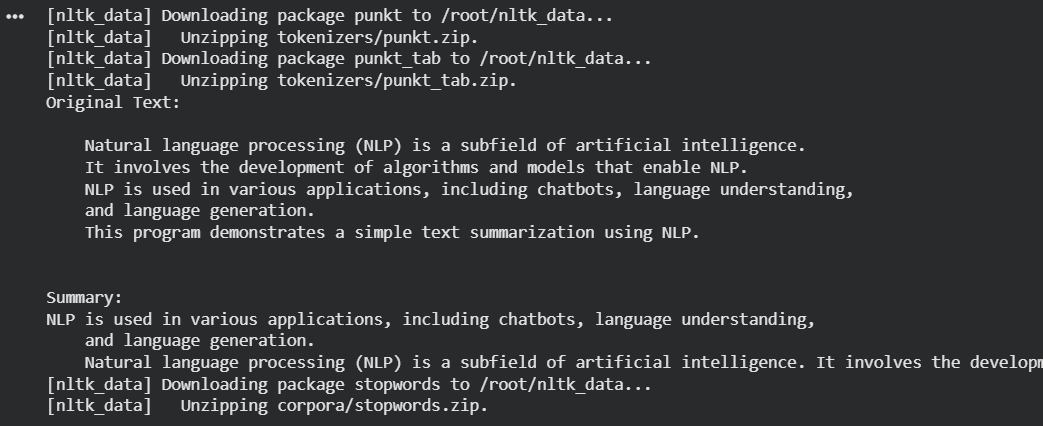 [nltk_data] Downloading package punkt to /root/nltk_data...
[nltk_data]   Unzipping tokenizers/punkt.zip.
[nltk_data] Downloading package punkt_tab to /root/nltk_data...
[nltk_data]   Unzipping tokenizers/punkt_tab.zip.
Original Text:
Natural language processing (NLP) is a subfield of artificial intelligence.
It involves the development of algorithms and models that enable NLP.
NLP is used in various applications, including chatbots, language understanding,
and language generation.
This program demonstrates a simple text summarization using NLP.
Summary:
NLP is used in various applications, including chatbots, language understanding,
and language generation.
Natural language processing (NLP) is a subfield of artificial intelligence. It involves the developm
[nltk_data] Downloading package stopwords to /root/nltk_data...
[nltk_data]   Unzipping corpora/stopwords.zip.